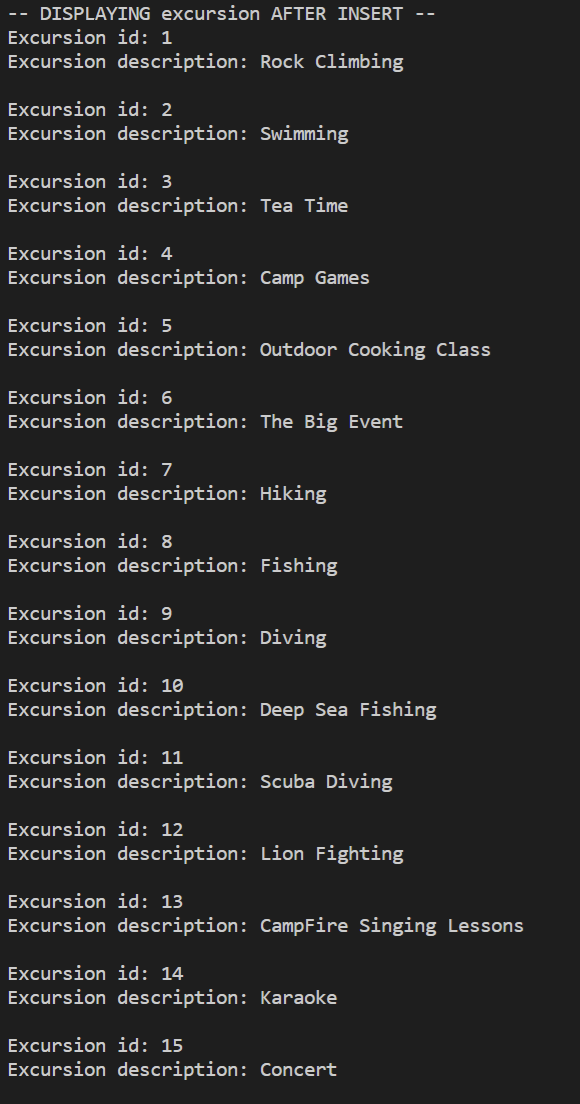 -- DISPLAYING excursion AFTER INSERT --
Excursion id: 1
Excursion description: Rock Climbing
Excursion id: 2
Excursion description: Swimming
Excursion id: 3
Excursion description: Tea Time
Excursion id: 4
Excursion description: Camp Games
Excursion id: 5
Excursion description: Outdoor Cooking Class
Excursion id: 6
Excursion description: The Big Event
Excursion id: 7
Excursion description: Hiking
Excursion id: 8
Excursion description: Fishing
Excursion id: 9
Excursion description: Diving
Excursion id: 10
Excursion description: Deep Sea Fishing
Excursion id: 11
Excursion description: Scuba Diving
Excursion id: 12
Excursion description: Lion Fighting
Excursion id: 13
Excursion description: CampFire Singing Lessons
Excursion id: 14
Excursion description: Karaoke
Excursion id: 15
Excursion description: Concert